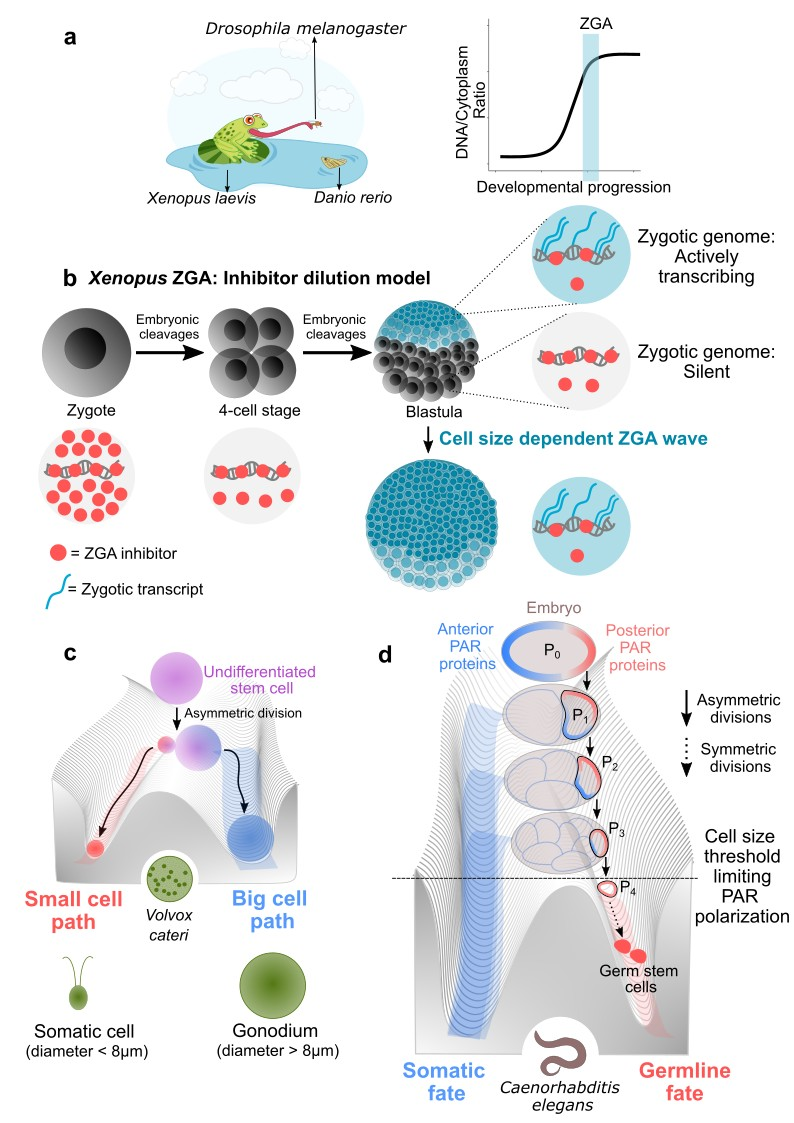 a
Drosophila melanogaster
Xenopus laevis
Danio rerio
ZGA
DNA/Cytoplasm
Ratio
Developmental progression
b Xenopus ZGA: Inhibitor dilution model
Embryonic
cleavages
Embryonic
cleavages
Zygote
4-cell stage
Blastula
Zygotic genome:
Actively
transcribing
Zygotic genome:
Silent
Cell size dependent ZGA wave
= ZGA inhibitor
= Zygotic transcript
c
Undifferentiated
stem cell
Asymmetric division
Small cell
path
Big cell
path
Volvox
cateri
Somatic cell
(diameter < 8μm)
Gonodium
(diameter > 8μm)
d
Embryo
Anterior
PAR
proteins
Posterior
PAR
proteins
P0
P1
P2
P3
P4
Asymmetric
divisions
Symmetric
divisions
Cell size
threshold
limiting
PAR
polarization
Germ stem
cells
Somatic
fate
Caenorhabditis
elegans
Germline
fate